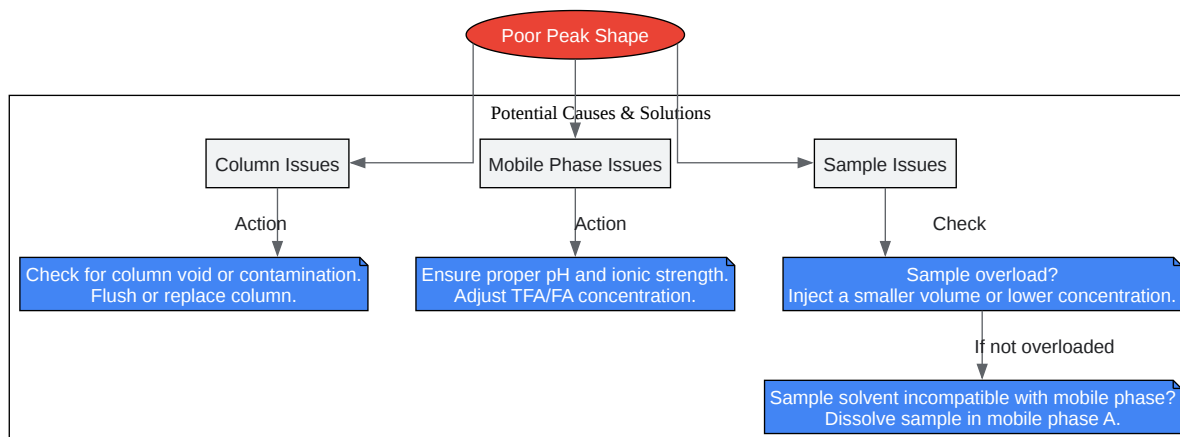 Poor Peak Shape
Potential Causes & Solutions
Column Issues
Mobile Phase Issues
Sample Issues
Action
Action
Check
Check for column void or contamination.
Flush or replace column.
Ensure proper pH and ionic strength.
Adjust TFA/FA concentration.
Sample overload?
Inject a smaller volume or lower concentration.
If not overloaded
Sample solvent incompatible with mobile phase?
Dissolve sample in mobile phase A.